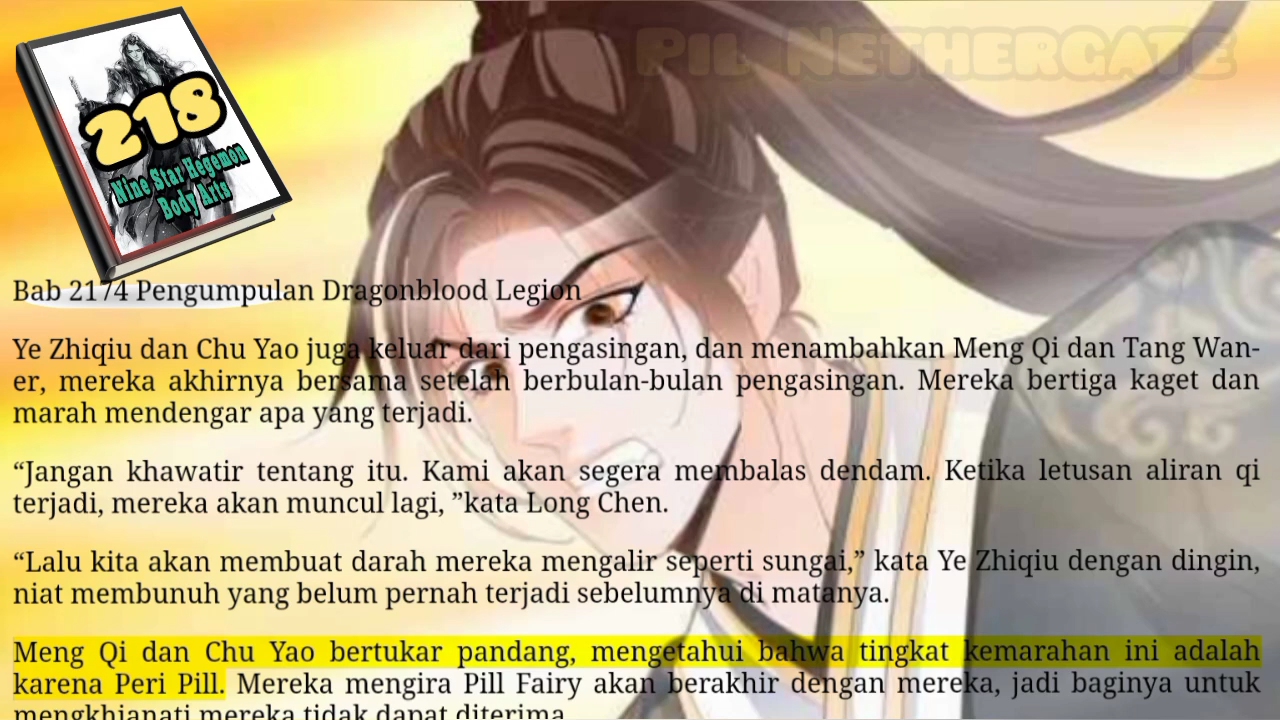 PIL NETHERGATE
218
Nine Star Hegemon
Body Arts
Bab 2174 Pengumpulan Dragonblood Legion
Ye Zhiqiu dan Chu Yao juga keluar dari pengasingan, dan menambahkan Meng Qi dan Tang Wan-
er, mereka akhirnya bersama setelah berbulan-bulan pengasingan. Mereka bertiga kaget dan
marah mendengar apa yang terjadi.
“Jangan khawatir tentang itu. Kami akan segera membalas dendam. Ketika letusan aliran qi
terjadi, mereka akan muncul lagi, ”kata Long Chen.
“Lalu kita akan membuat darah mereka mengalir seperti sungai,” kata Ye Zhiqiu dengan dingin,
niat membunuh yang belum pernah terjadi sebelumnya di matanya.
Meng Qi dan Chu Yao bertukar pandang, mengetahui bahwa tingkat kemarahan ini adalah
karena Peri Pill. Mereka mengira Pill Fairy akan berakhir dengan mereka, jadi baginya untuk
mengkhianati mereka tidak dapat diterima.